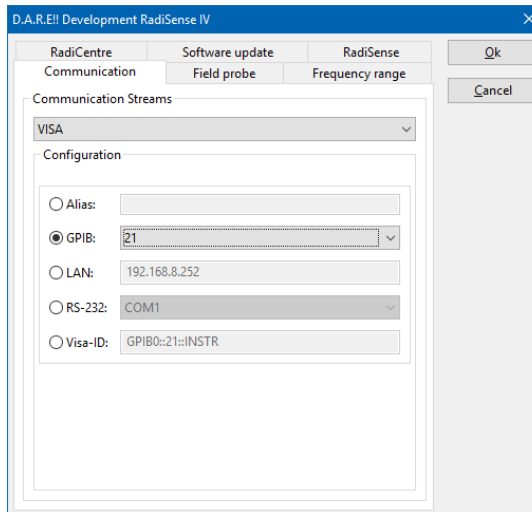 D.A.R.E!! Development RadiSense IV
RadiCentre Software update RadiSense
Communication Field probe Frequency range
Ok
Cancel
Communication Streams
VISA
Configuration
Alias:
GPIB: 21
LAN: 192.168.8.252
RS-232: COM1
Visa-ID: GPIB0::21::INSTR